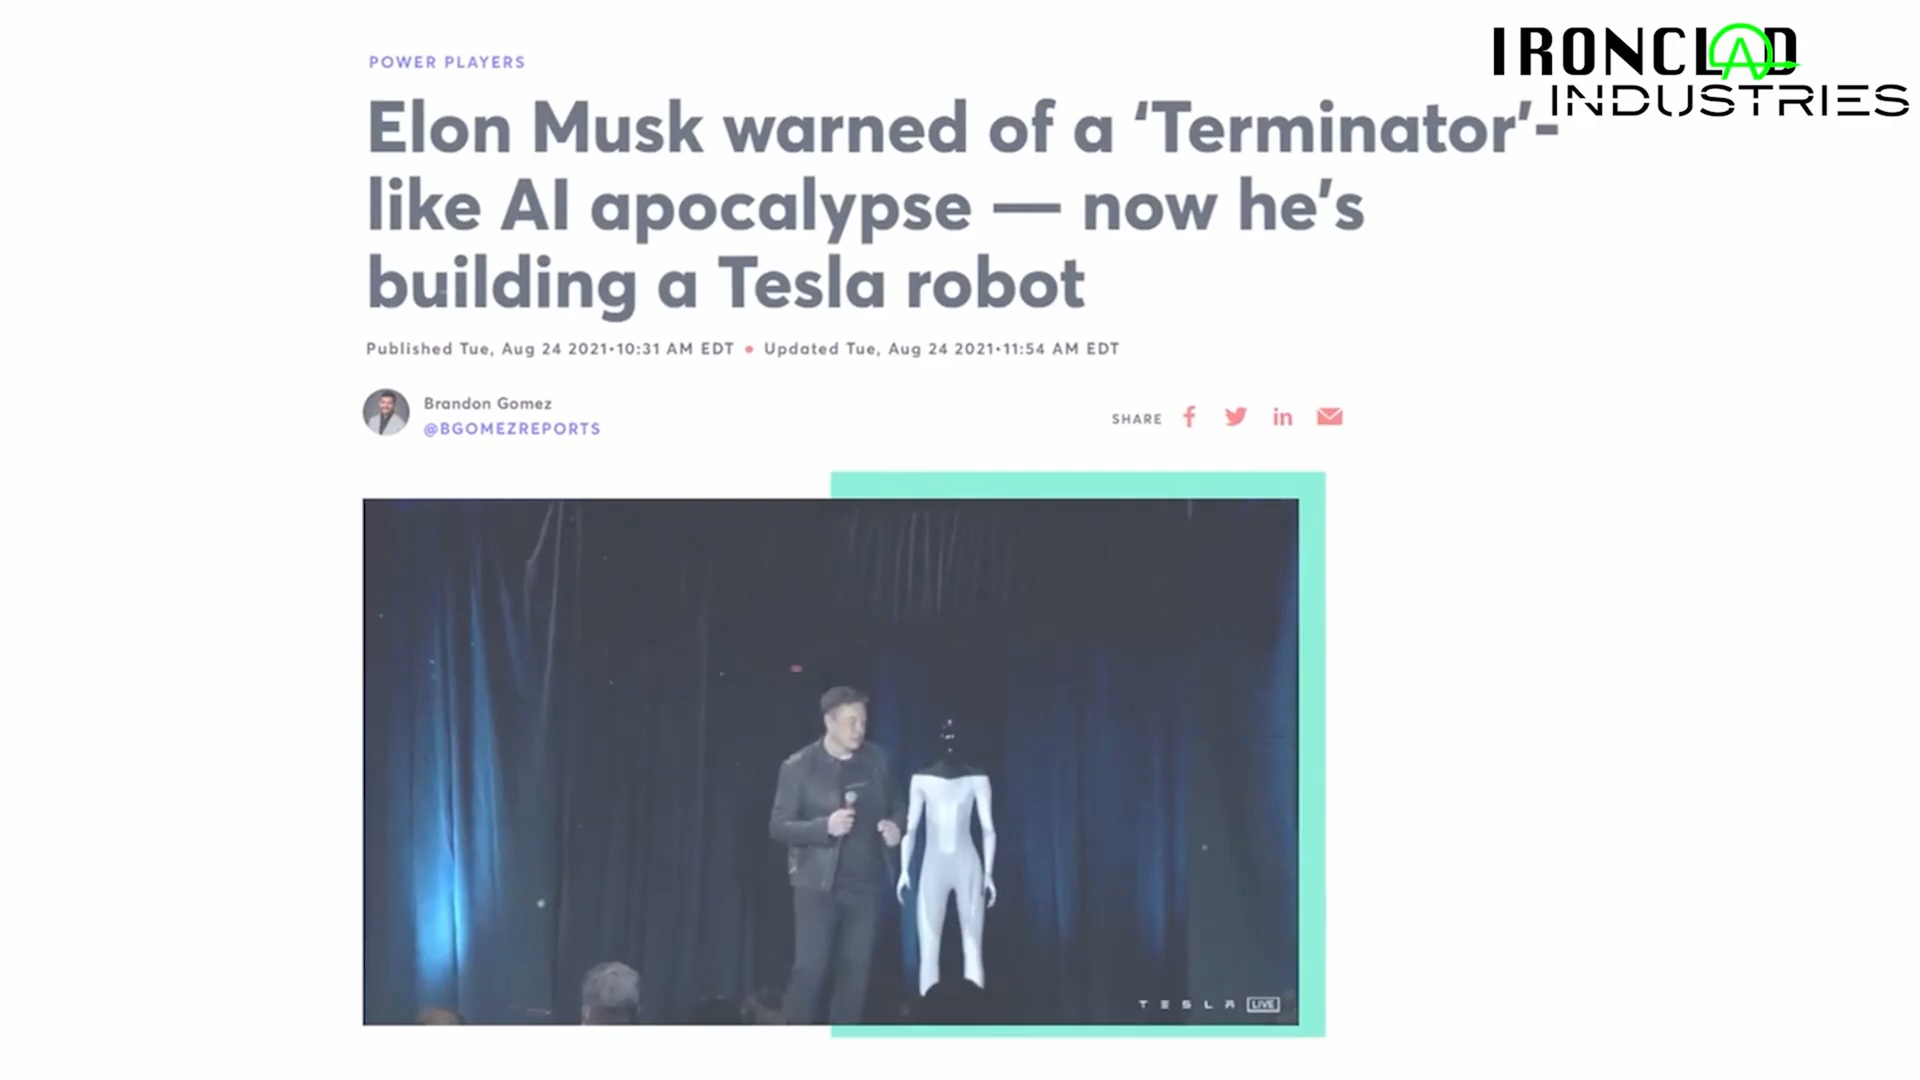 IRONCLAD
INDUSTRIES
POWER PLAYERS
Elon Musk warned of a ‘Terminator’-
like AI apocalypse — now he’s
building a Tesla robot
Published Tue, Aug 24 2021•10:31 AM EDT • Updated Tue, Aug 24 2021•11:54 AM EDT
Brandon Gomez
@BGOMEZREPORTS
SHARE
TESLA LIVE